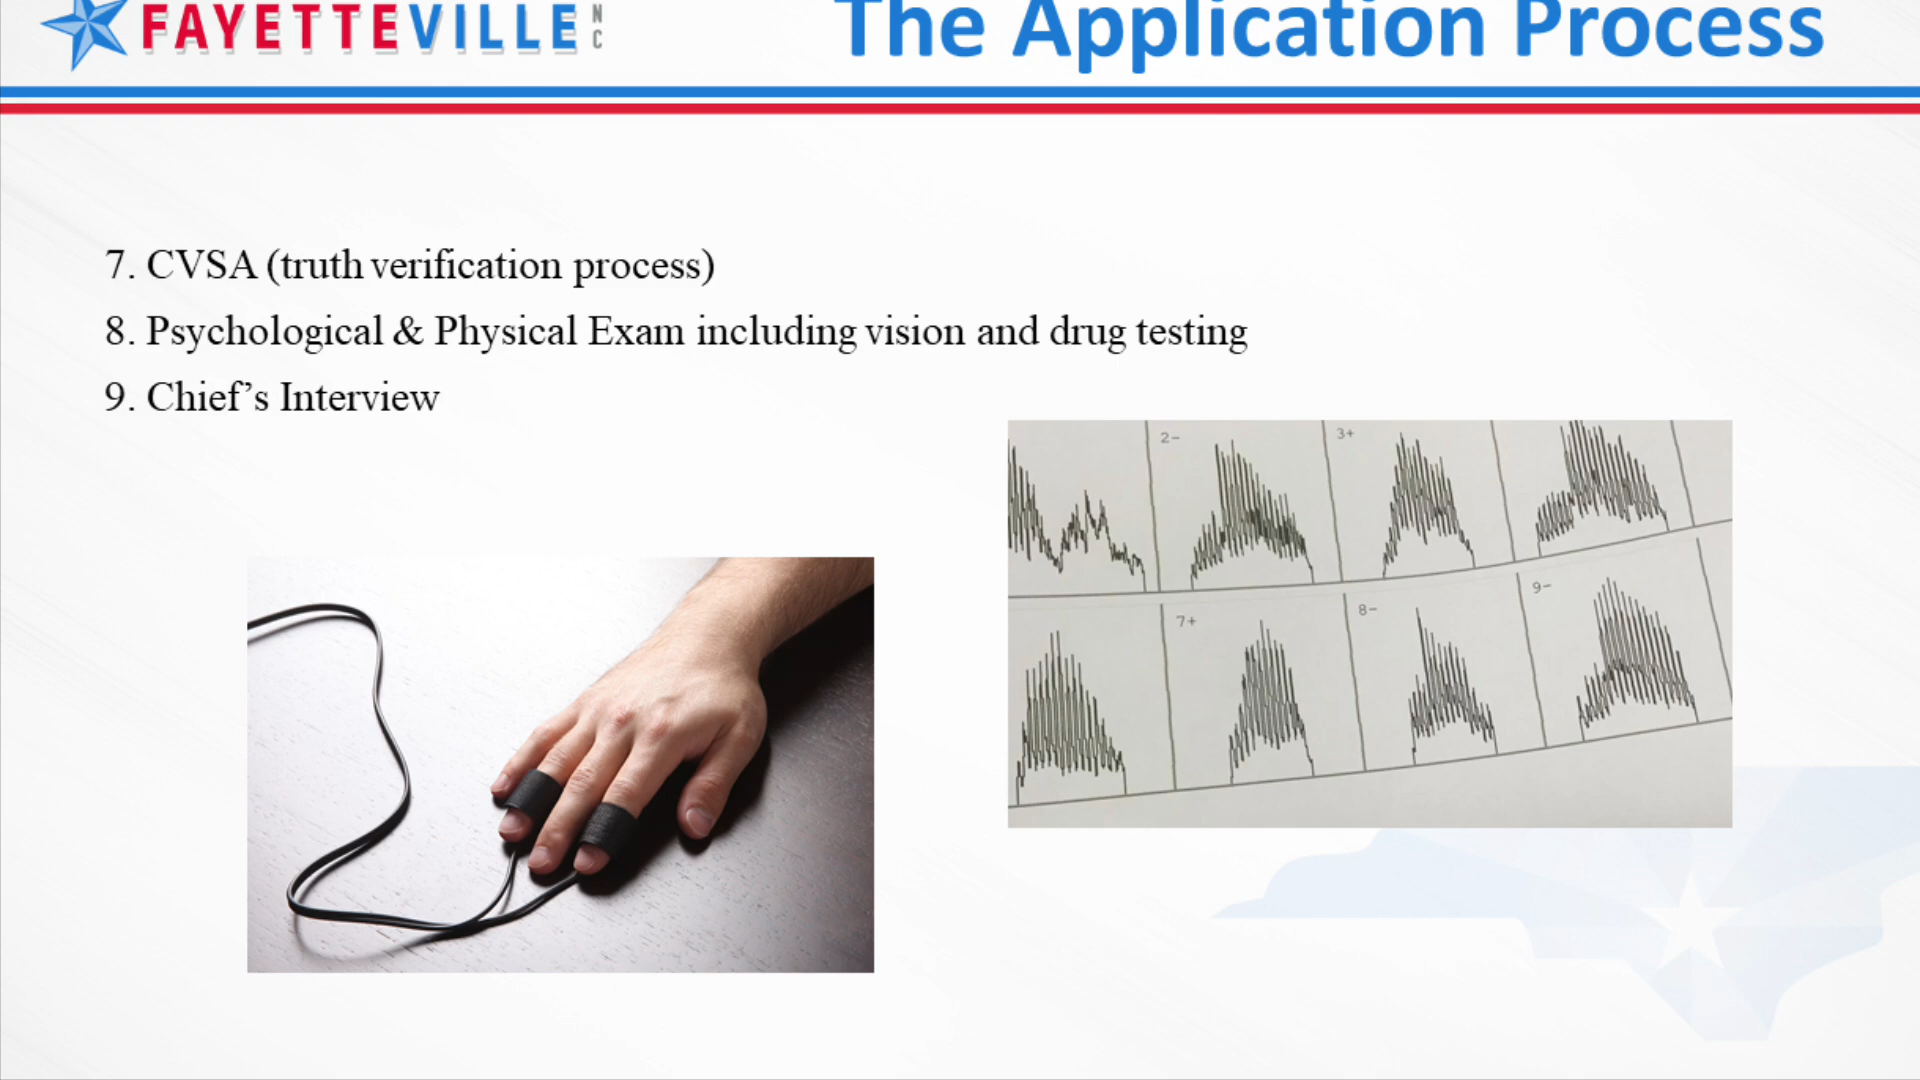 FAYETTEVILLE NC
The Application Process
7. CVSA (truth verification process)
8. Psychological & Physical Exam including vision and drug testing
9. Chief’s Interview
2-
3+
7+
8-
9-